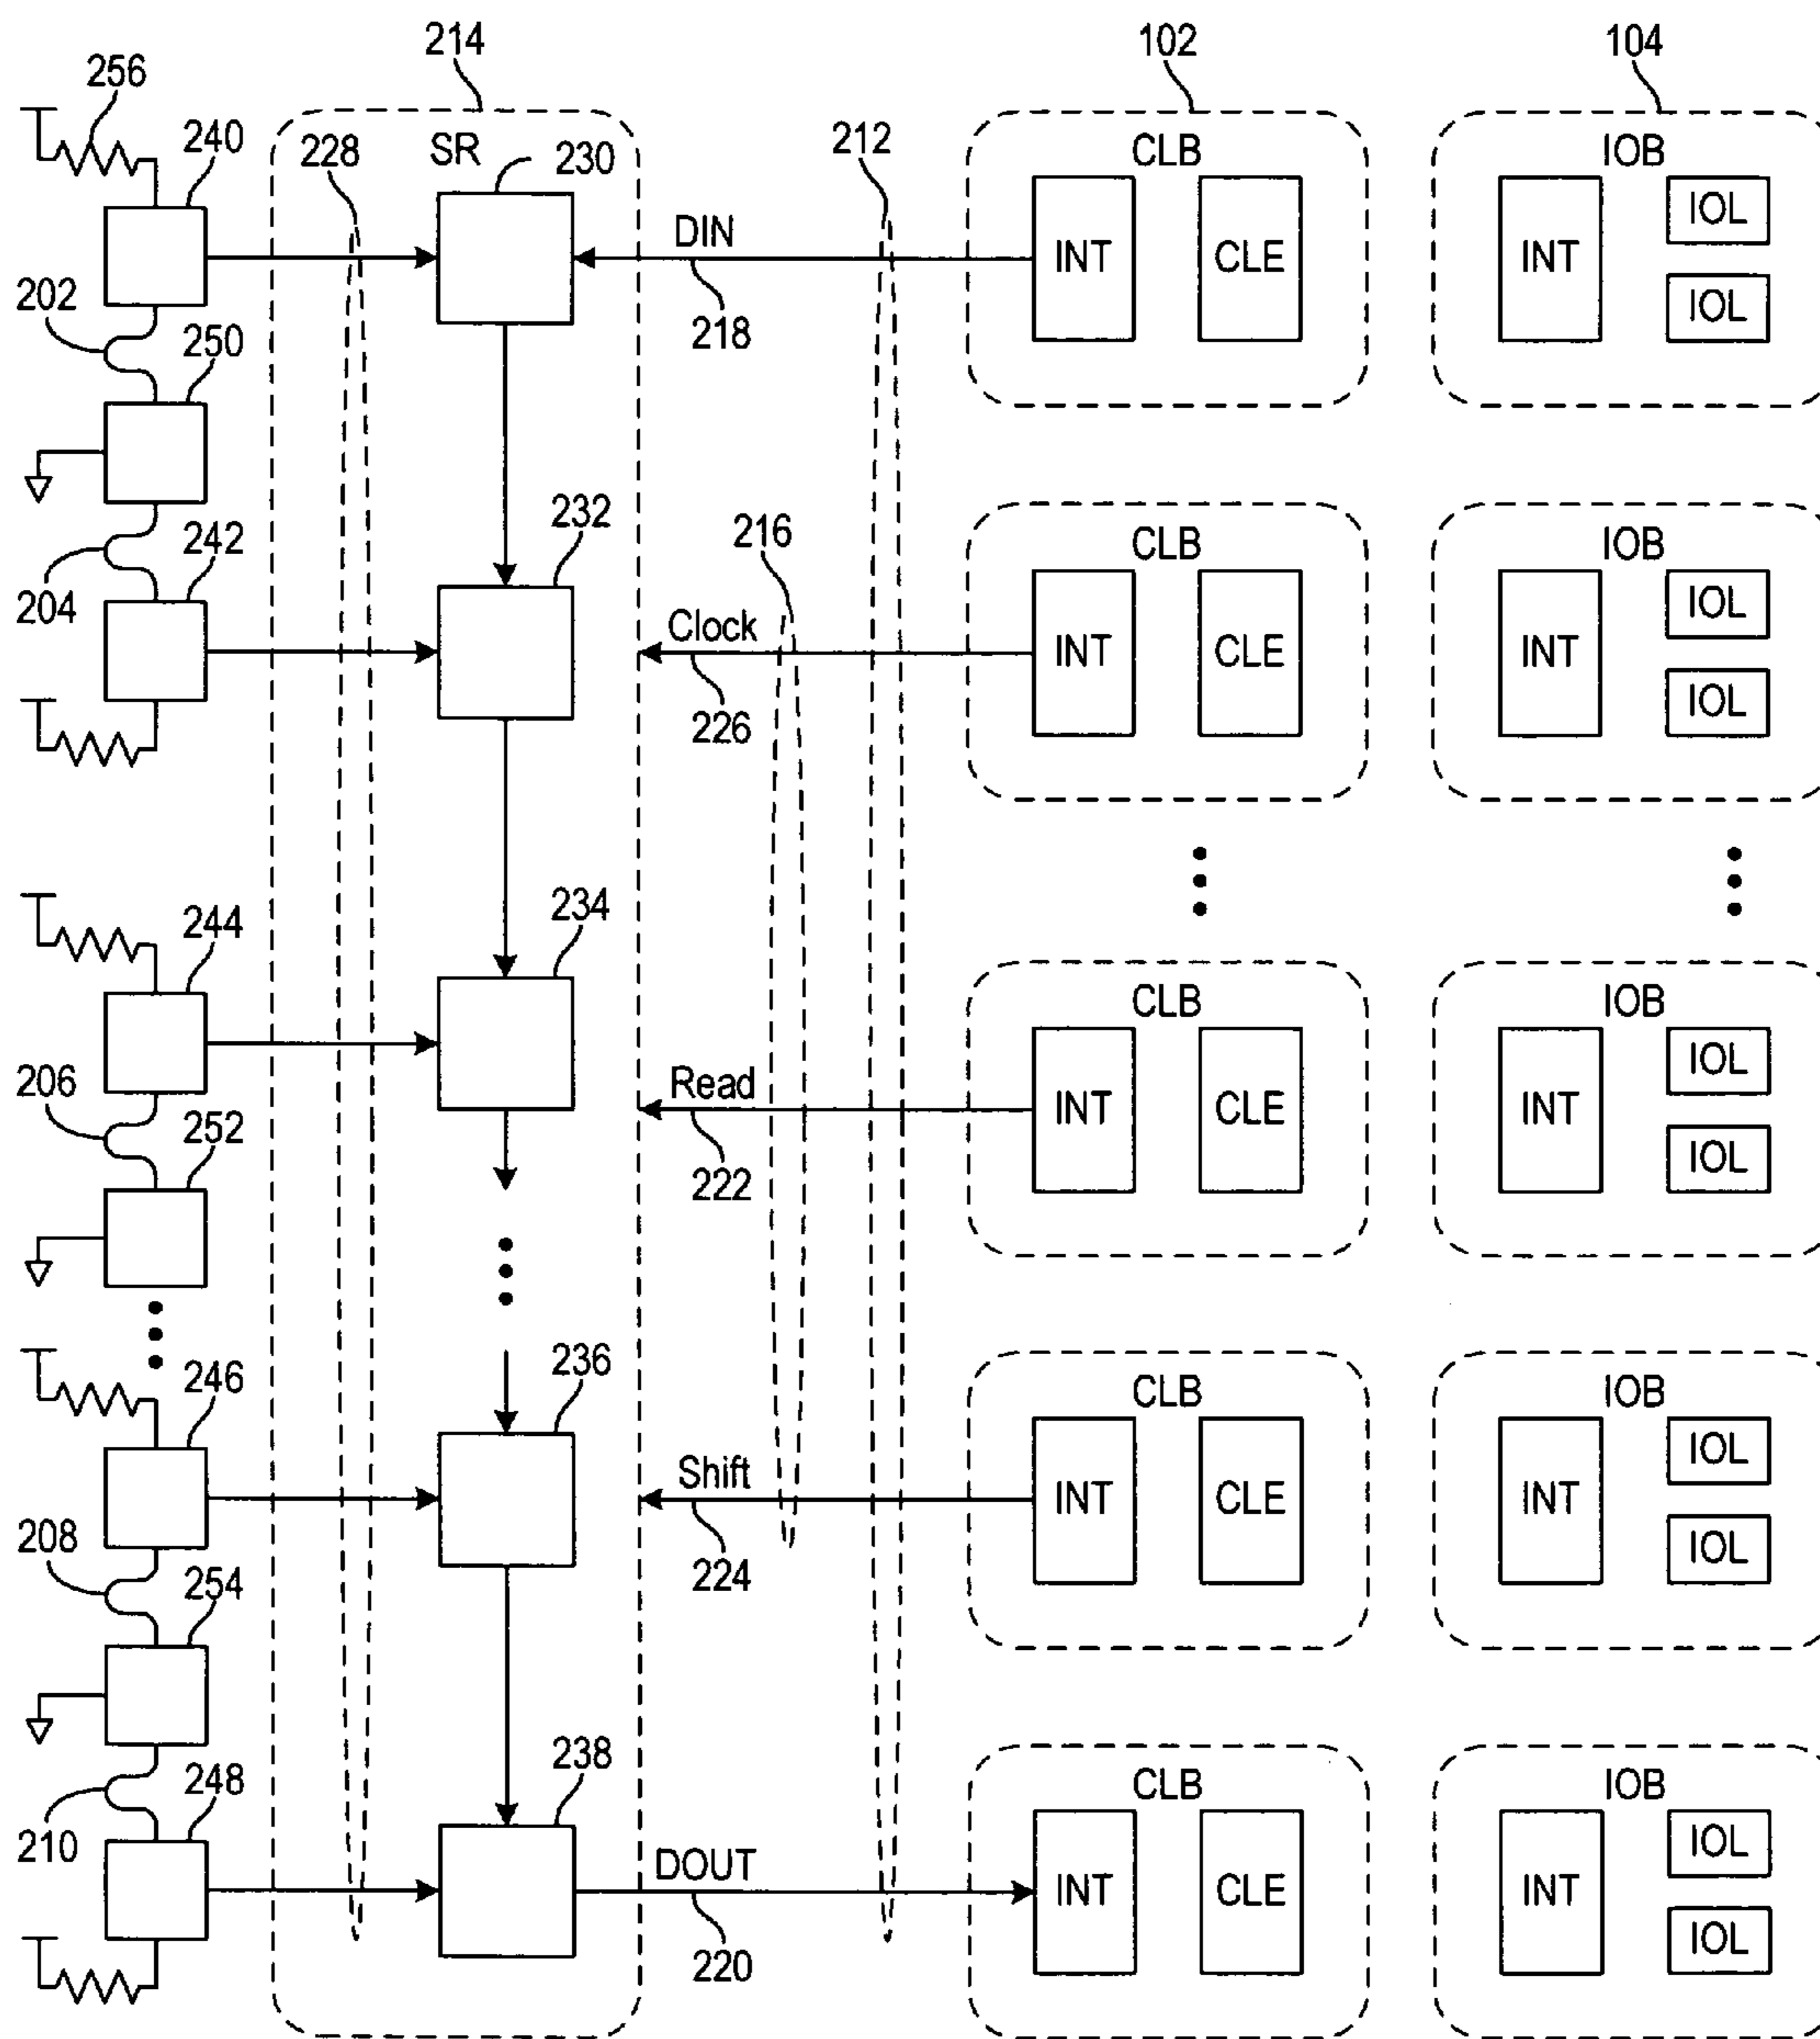 214
102
104
256
240
228
SR
230
212
CLB
IOB
DIN
INT
CLE
INT
IOL
IOL
202
218
250
232
216
CLB
IOB
242
204
Clock
INT
CLE
INT
IOL
IOL
226
234
244
CLB
IOB
206
Read
INT
CLE
INT
IOL
IOL
252
222
236
246
CLB
IOB
Shift
INT
CLE
INT
IOL
IOL
208
254
224
238
248
CLB
IOB
210
DOUT
INT
CLE
INT
IOL
IOL
220